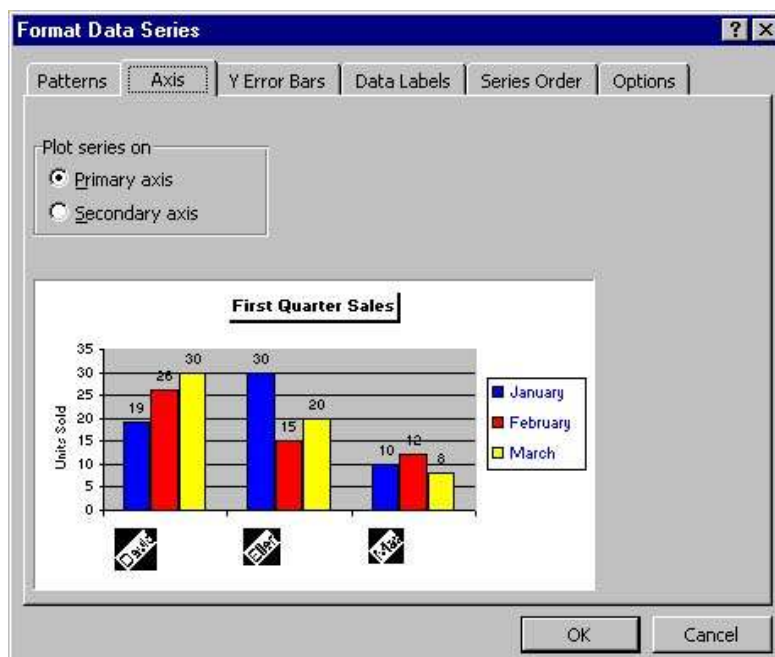 Format Data Series
Patterns Axis Y Error Bars Data Labels Series Order Options
Plot series on
Primary axis
Secondary axis
First Quarter Sales
Units Sold
35
30
25
20
15
10
5
0
19 26 30
30 15 20
10 12 8
January
February
March
David Ellen
OK Cancel